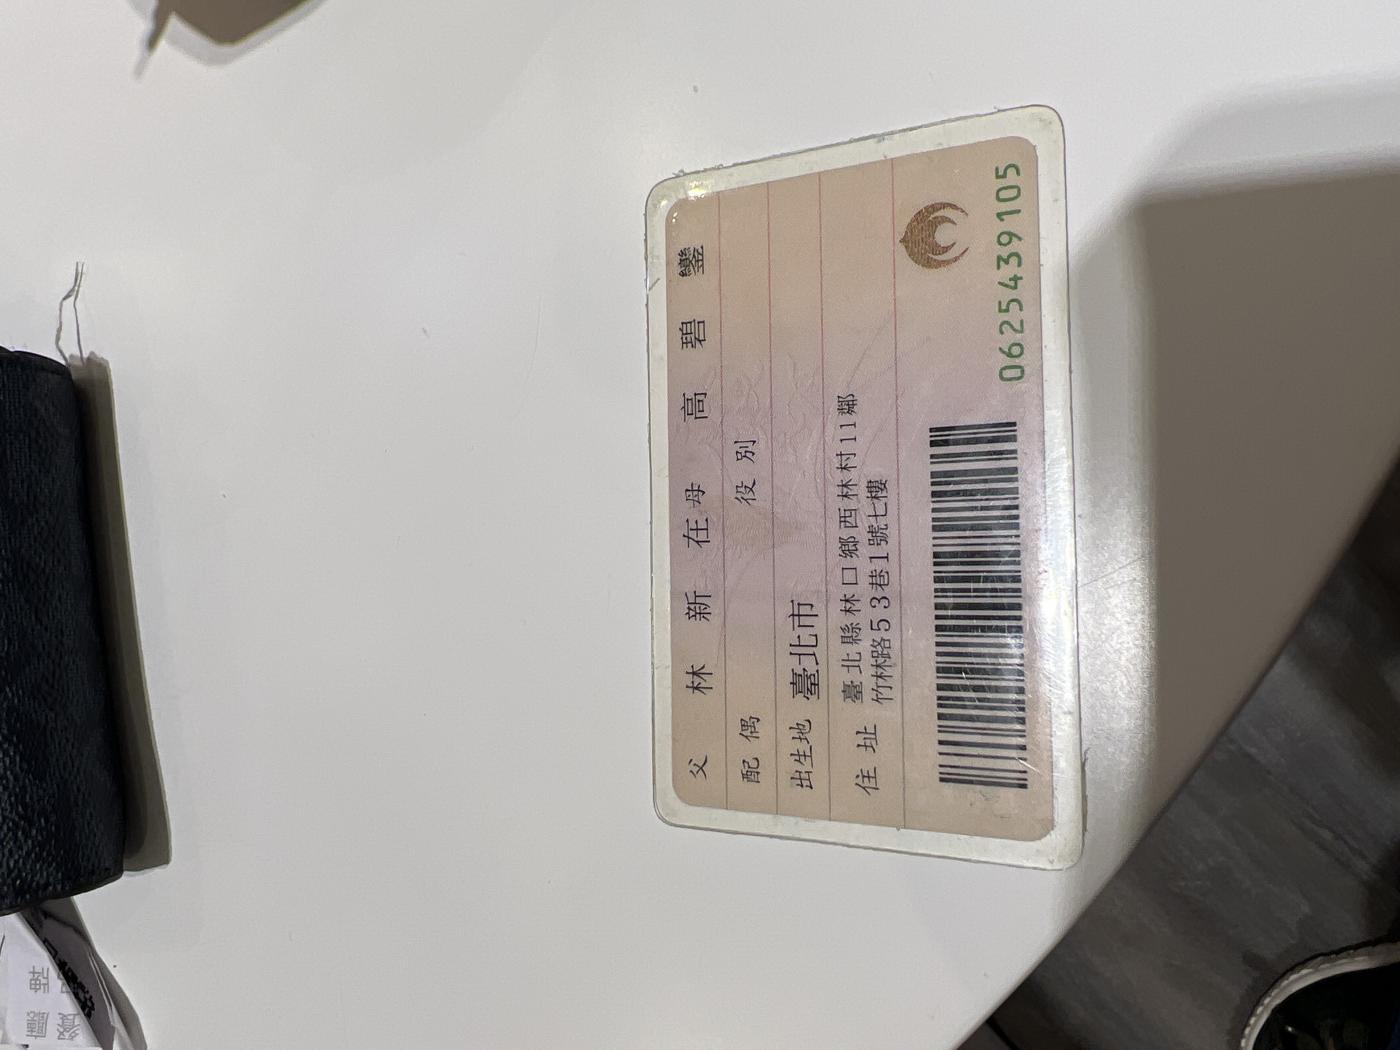 父 林 新 在 母 高 碧 鑾
配 偶 役 別
出生地 臺北市
住 址 臺北縣林口鄉西林村11鄰
竹林路53巷1號七樓
0625439105